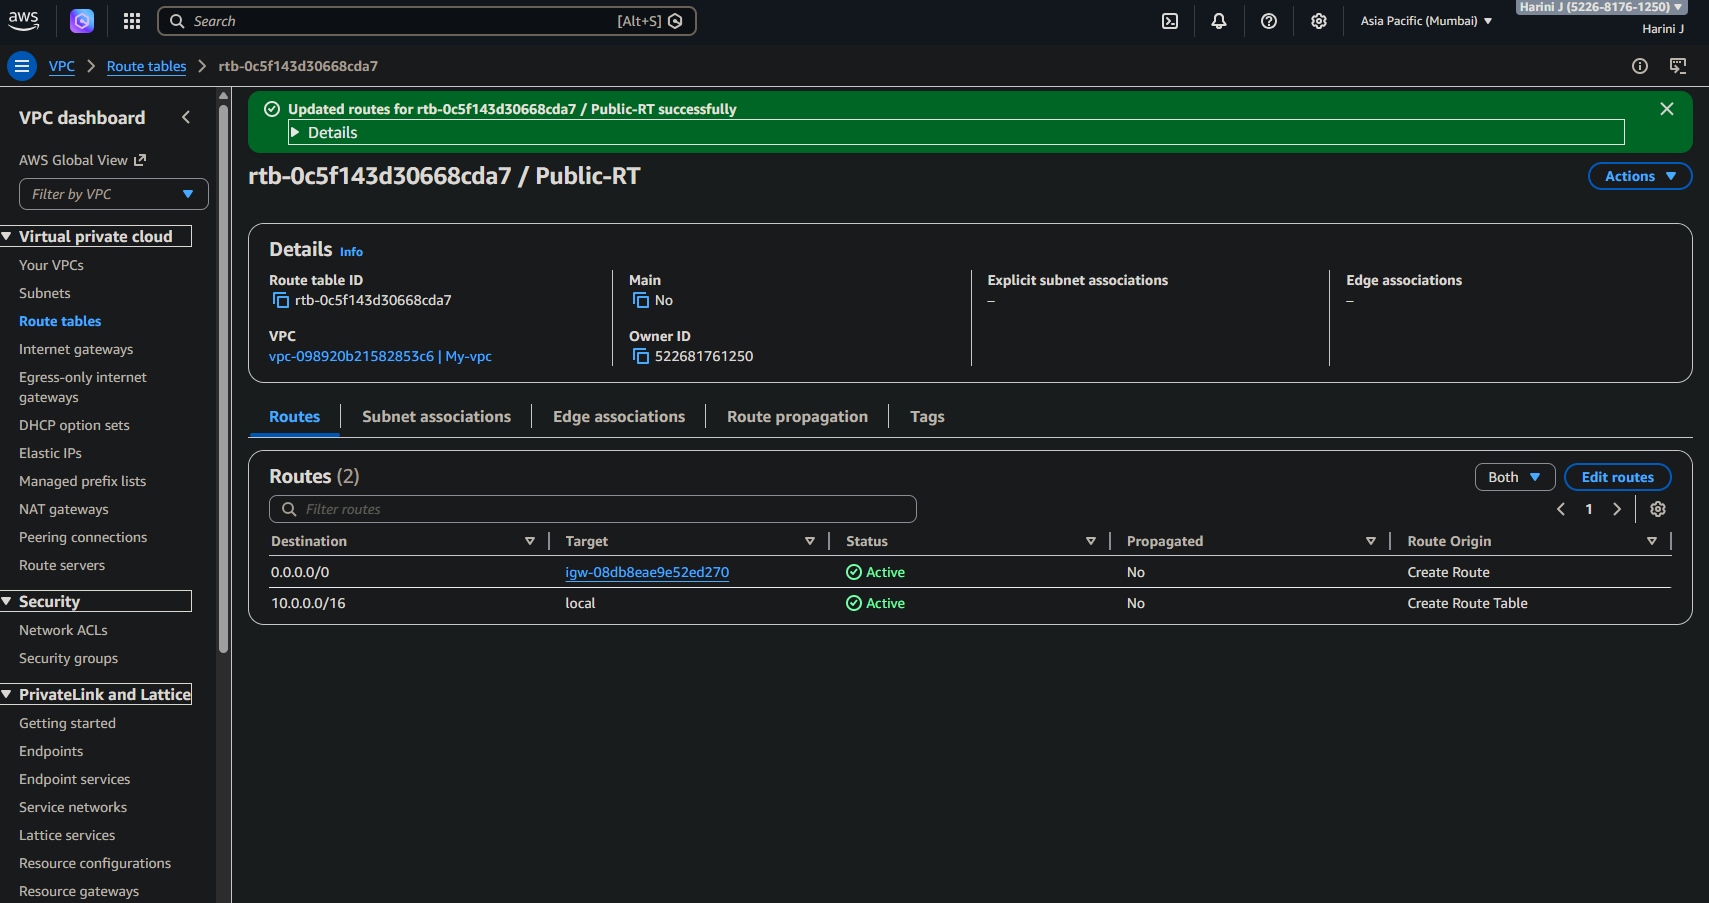 aws
Search [Alt+S]
Asia Pacific (Mumbai)
Harini J (5226-8176-1250)
Harini J
VPC
Route tables
rtb-0c5f143d30668cda7
VPC dashboard
AWS Global View
Filter by VPC
Virtual private cloud
Your VPCs
Subnets
Route tables
Internet gateways
Egress-only internet
gateways
DHCP option sets
Elastic IPs
Managed prefix lists
NAT gateways
Peering connections
Route servers
Security
Network ACLs
Security groups
PrivateLink and Lattice
Getting started
Endpoints
Endpoint services
Service networks
Lattice services
Resource configurations
Resource gateways
Updated routes for rtb-0c5f143d30668cda7 / Public-RT successfully
Details
rtb-0c5f143d30668cda7 / Public-RT
Actions
Details Info
Route table ID
rtb-0c5f143d30668cda7
Main
No
Explicit subnet associations
–
Edge associations
–
VPC
vpc-098920b21582853c6 | My-vpc
Owner ID
522681761250
Routes
Subnet associations
Edge associations
Route propagation
Tags
Routes (2)
Both
Edit routes
Filter routes
1
Destination Target Status Propagated Route Origin
0.0.0.0/0 igw-08db8eae9e52ed270 Active No Create Route
10.0.0.0/16 local Active No Create Route Table